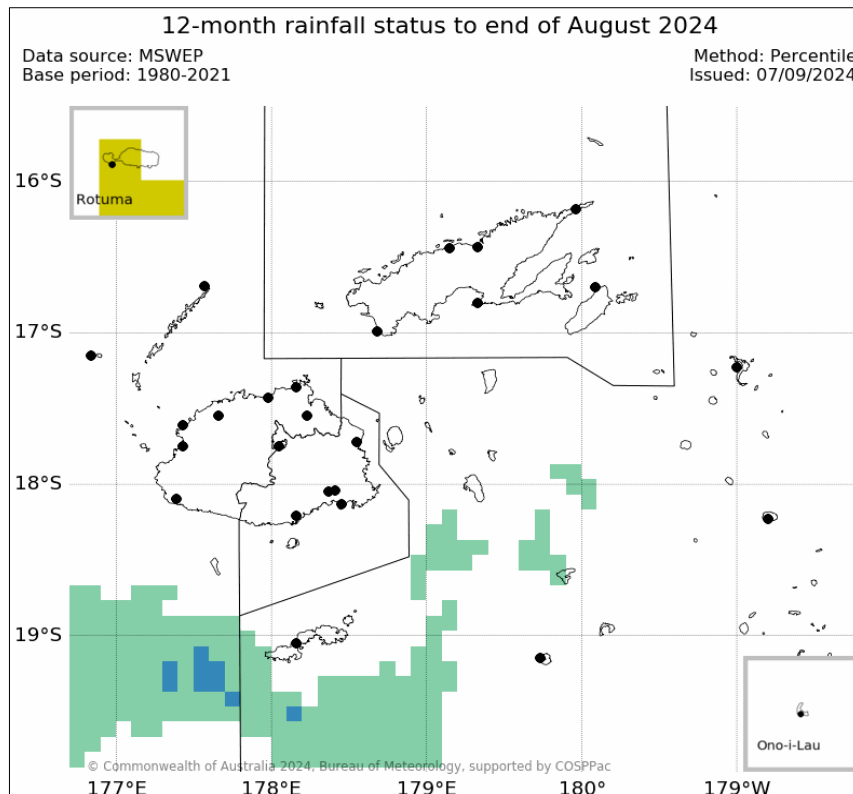 12-month rainfall status to end of August 2024
Data source: MSWEP
Method: Percentile
Base period: 1980-2021
Issued: 07/09/2024
Rotuma
16°S
17°S
18°S
19°S
Ono-i-Lau
© Commonwealth of Australia 2024, Bureau of Meteorology, supported by COSPPac
177°E
178°E
179°E
180°
179°W